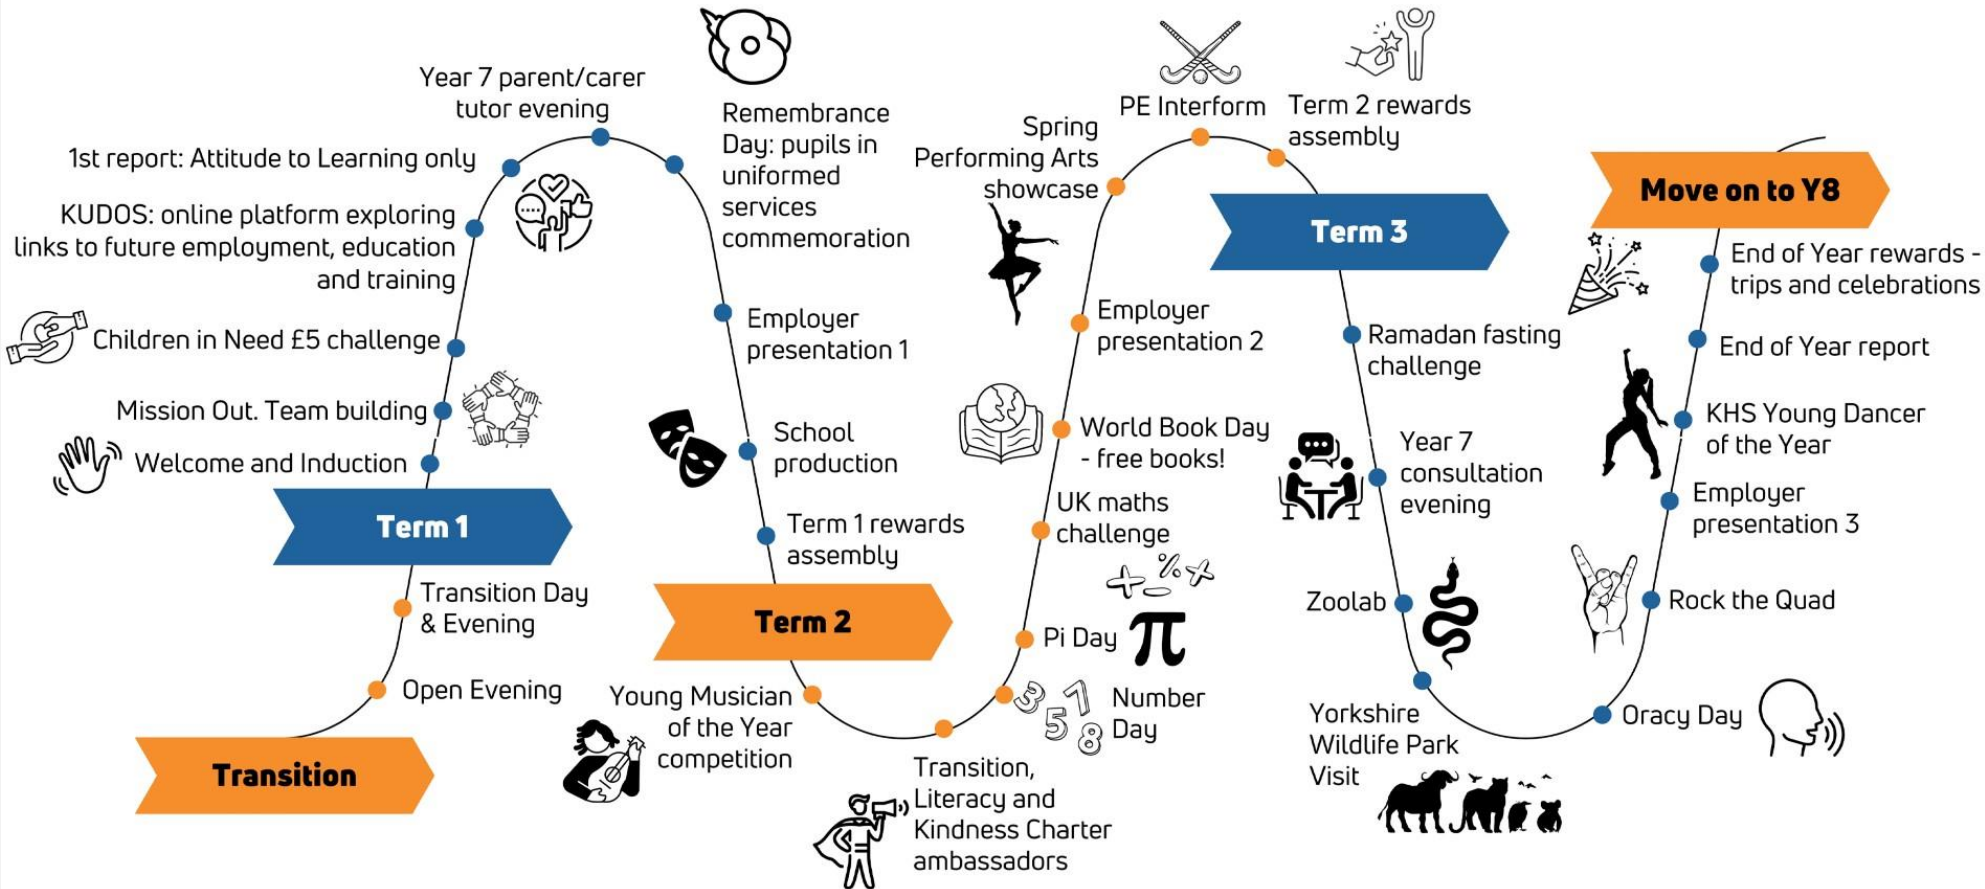 Transition
Open Evening
Transition Day
& Evening
Term 1
Welcome and Induction
Mission Out. Team building
Children in Need £5 challenge
KUDOS: online platform exploring
links to future employment, education
and training
1st report: Attitude to Learning only
Year 7 parent/carer
tutor evening
Remembrance
Day: pupils in
uniformed
services
commemoration
Employer
presentation 1
School
production
Term 1 rewards
assembly
Term 2
Young Musician
of the Year
competition
Transition,
Literacy and
Kindness Charter
ambassadors
3 5 7 8
Number
Day
Pi Day
π
+ - % ×
UK maths
challenge
World Book Day
- free books!
Employer
presentation 2
Spring
Performing Arts
showcase
PE Interform
Term 2 rewards
assembly
Term 3
Ramadan fasting
challenge
Year 7
consultation
evening
Zoolab
Yorkshire
Wildlife Park
Visit
Oracy Day
Rock the Quad
Employer
presentation 3
KHS Young Dancer
of the Year
End of Year report
End of Year rewards -
trips and celebrations
Move on to Y8